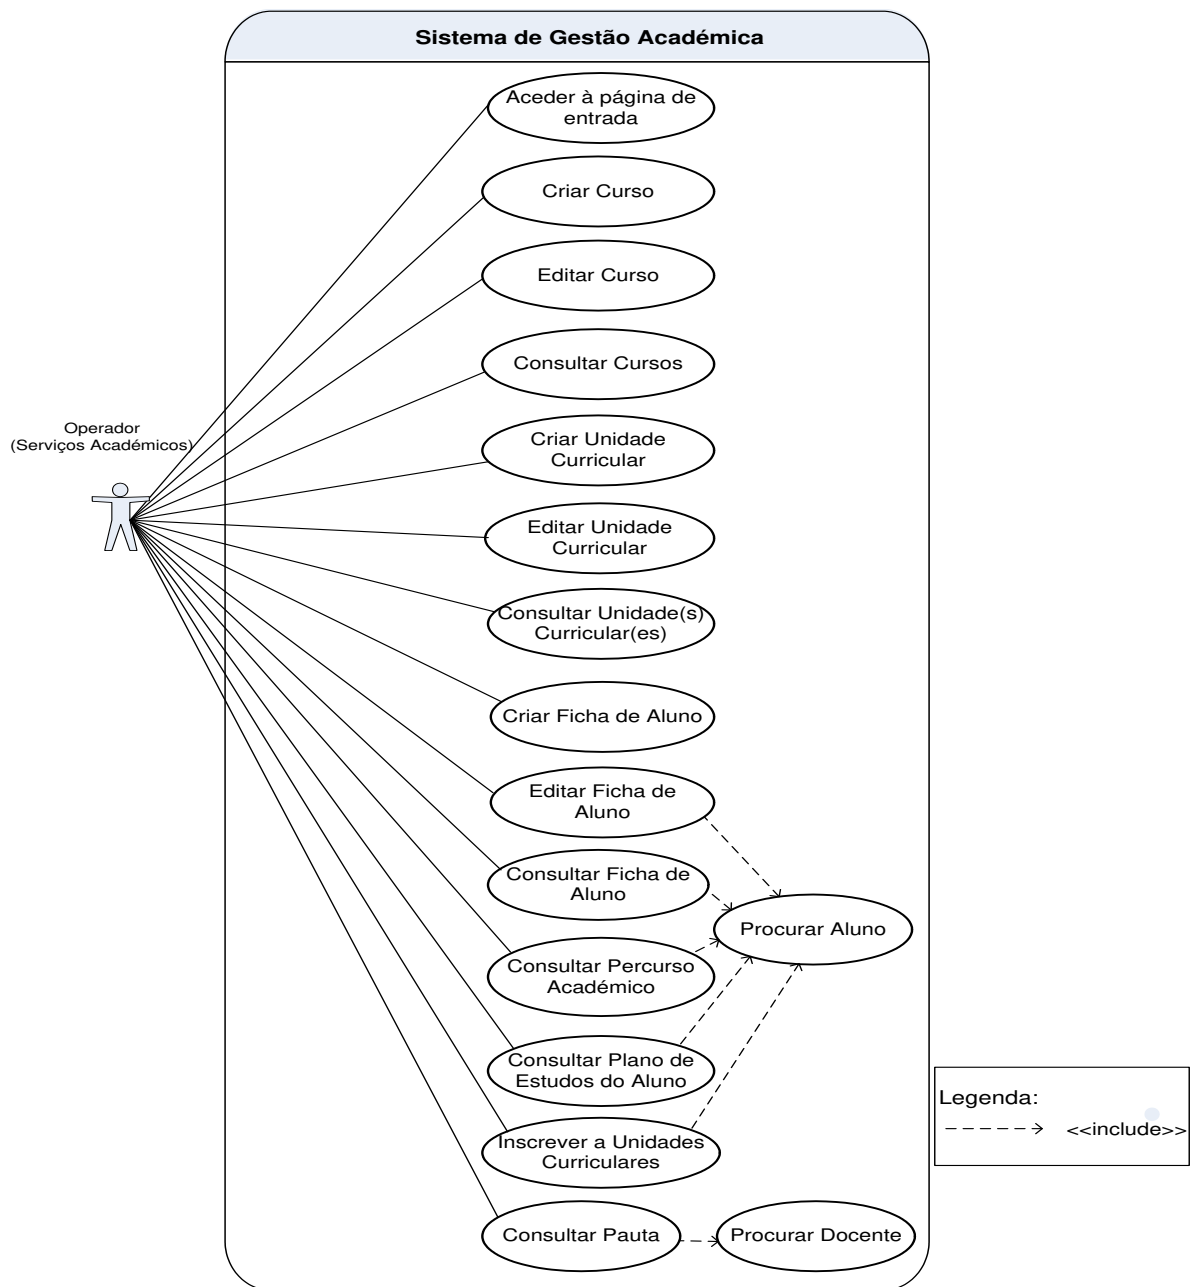 Sistema de Gestão Académica
Aceder à página de
entrada
Criar Curso
Editar Curso
Consultar Cursos
Operador
(Serviços Académicos)
Criar Unidade
Curricular
Editar Unidade
Curricular
Consultar Unidade(s)
Curricular(es)
Criar Ficha de Aluno
Editar Ficha de
Aluno
Consultar Ficha de
Aluno
Procurar Aluno
Consultar Percurso
Académico
Consultar Plano de
Estudos do Aluno
Inscrever a Unidades
Curriculares
Consultar Pauta
Procurar Docente
Legenda:
<<include>>